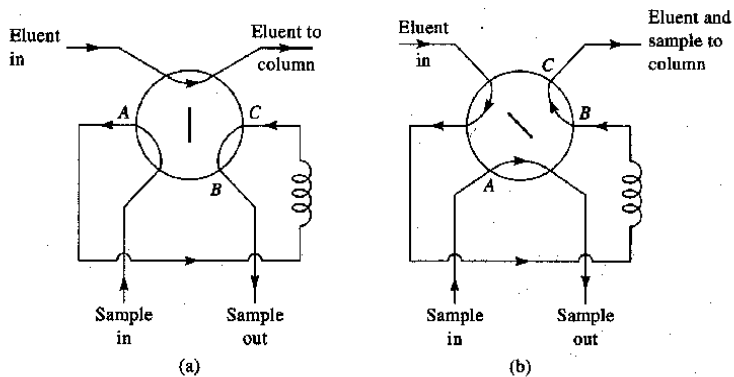 Eluent
in
Eluent to
column
A
C
B
Sample
in
Sample
out
(a)
Eluent
in
Eluent and
sample to
column
C
B
A
Sample
in
Sample
out
(b)